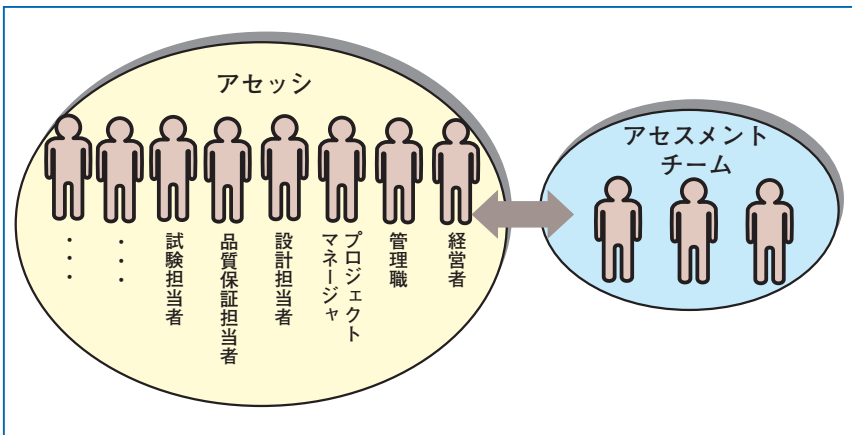 アセッシ
アセスメント
チーム
経営者
管理職
プロジェクト
マネージャ
設計担当者
品質保証担当者
試験担当者
・・・
・・・